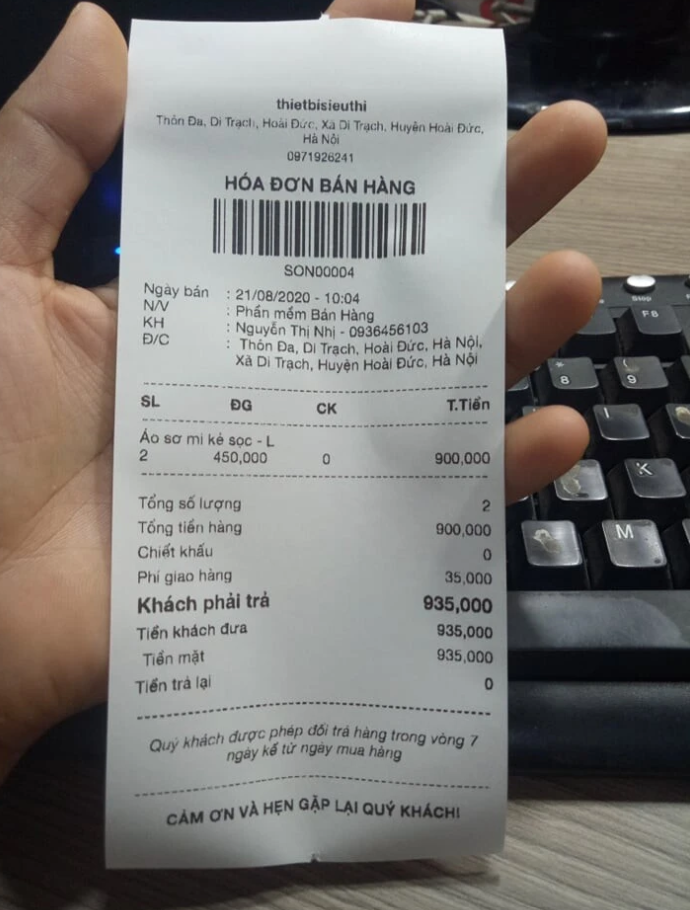 thietbisieuthi
Thôn Đa, Di Trạch, Hoài Đức, Xã Di Trạch, Huyện Hoài Đức,
Hà Nội
0971926241
HÓA ĐƠN BÁN HÀNG
SON00004
Ngày bán : 21/08/2020 - 10:04
N/V : Phần mềm Bán Hàng
KH : Nguyễn Thị Nhị - 0936456103
Đ/C : Thôn Đa, Di Trạch, Hoài Đức, Hà Nội,
Xã Di Trạch, Huyện Hoài Đức, Hà Nội
SL ĐG CK T.Tiền
Áo sơ mi kẻ sọc - L
2 450,000 0 900,000
Tổng số lượng 2
Tổng tiền hàng 900,000
Chiết khấu 0
Phí giao hàng 35,000
Khách phải trả 935,000
Tiền khách đưa 935,000
Tiền mặt 935,000
Tiền trả lại 0
Quý khách được phép đổi trả hàng trong vòng 7
ngày kể từ ngày mua hàng
CẢM ƠN VÀ HẸN GẶP LẠI QUÝ KHÁCH!
Stop
F8
8
9
I
K
M